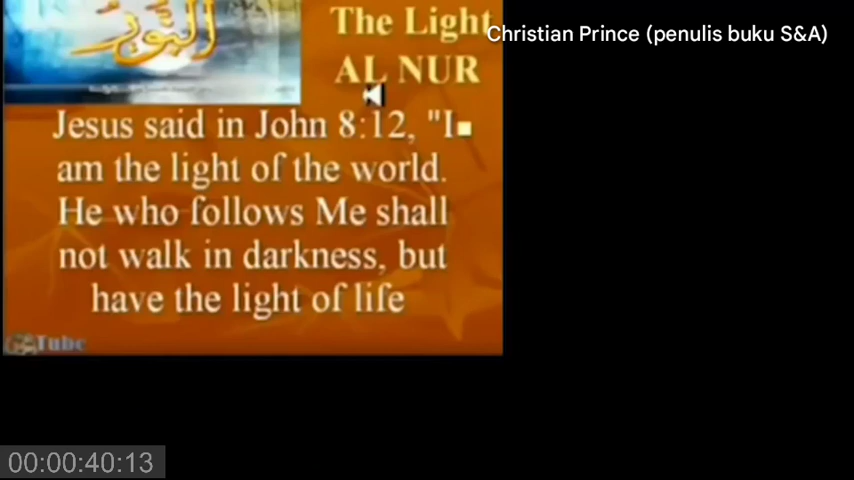 النور
The Light
AL NUR
Christian Prince (penulis buku S&A)
Jesus said in John 8:12, "I
am the light of the world.
He who follows Me shall
not walk in darkness, but
have the light of life
Tube
00:00:40:13